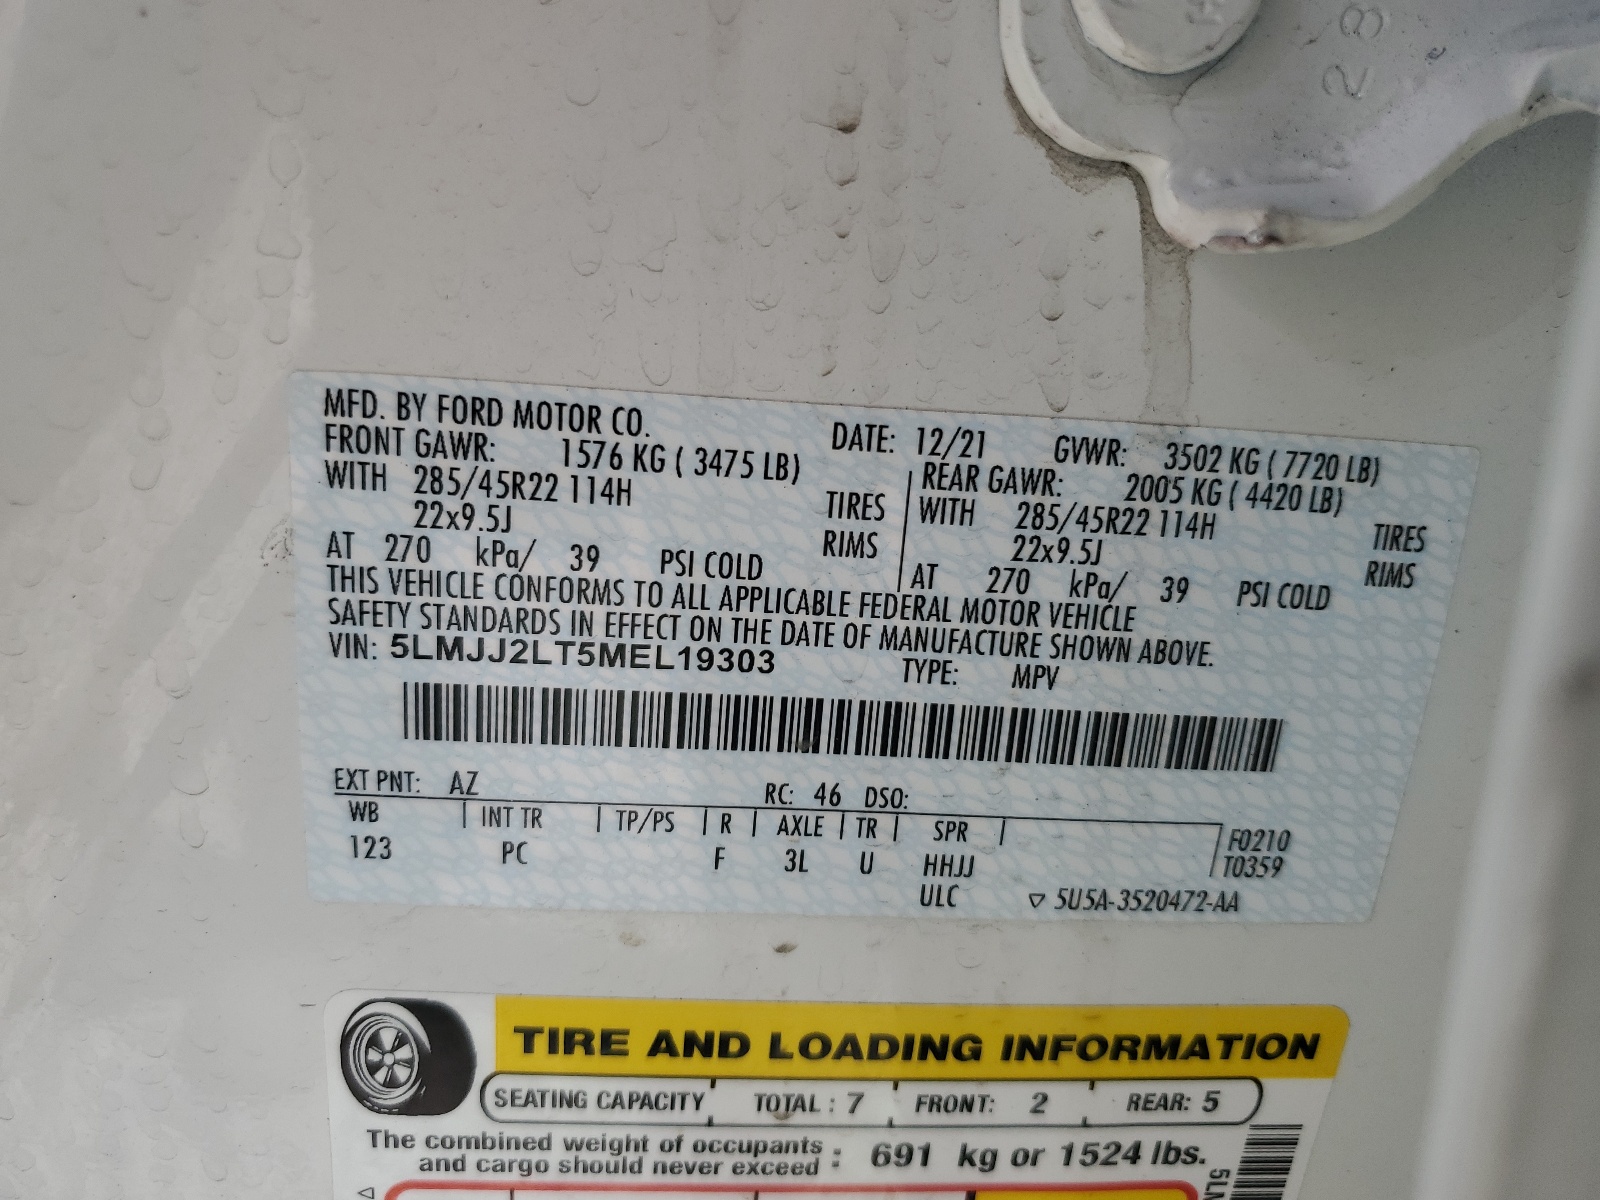 28
MFD. BY FORD MOTOR CO. DATE: 12/21 GVWR: 3502 KG ( 7720 LB)
FRONT GAWR: 1576 KG ( 3475 LB) REAR GAWR: 2005 KG ( 4420 LB)
WITH 285/45R22 114H TIRES WITH 285/45R22 114H TIRES
22x9.5J RIMS 22x9.5J RIMS
AT 270 kPa/ 39 PSI COLD AT 270 kPa/ 39 PSI COLD
THIS VEHICLE CONFORMS TO ALL APPLICABLE FEDERAL MOTOR VEHICLE
SAFETY STANDARDS IN EFFECT ON THE DATE OF MANUFACTURE SHOWN ABOVE.
VIN: 5LMJJ2LT5MEL19303 TYPE: MPV
EXT PNT: AZ RC: 46 DSO:
WB INT TR TP/PS R AXLE TR SPR F0210
123 PC F 3L U HHJJ T0359
ULC ▽ 5U5A-3520472-AA
TIRE AND LOADING INFORMATION
SEATING CAPACITY TOTAL : 7 FRONT: 2 REAR: 5
The combined weight of occupants
and cargo should never exceed : 691 kg or 1524 lbs.